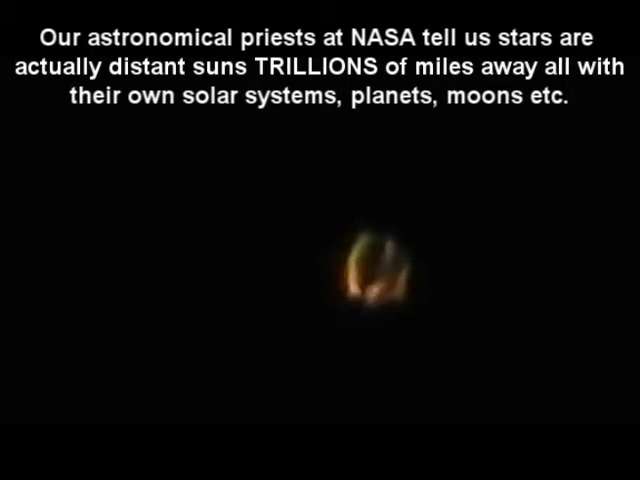 Our astronomical priests at NASA tell us stars are
actually distant suns TRILLIONS of miles away all with
their own solar systems, planets, moons etc.